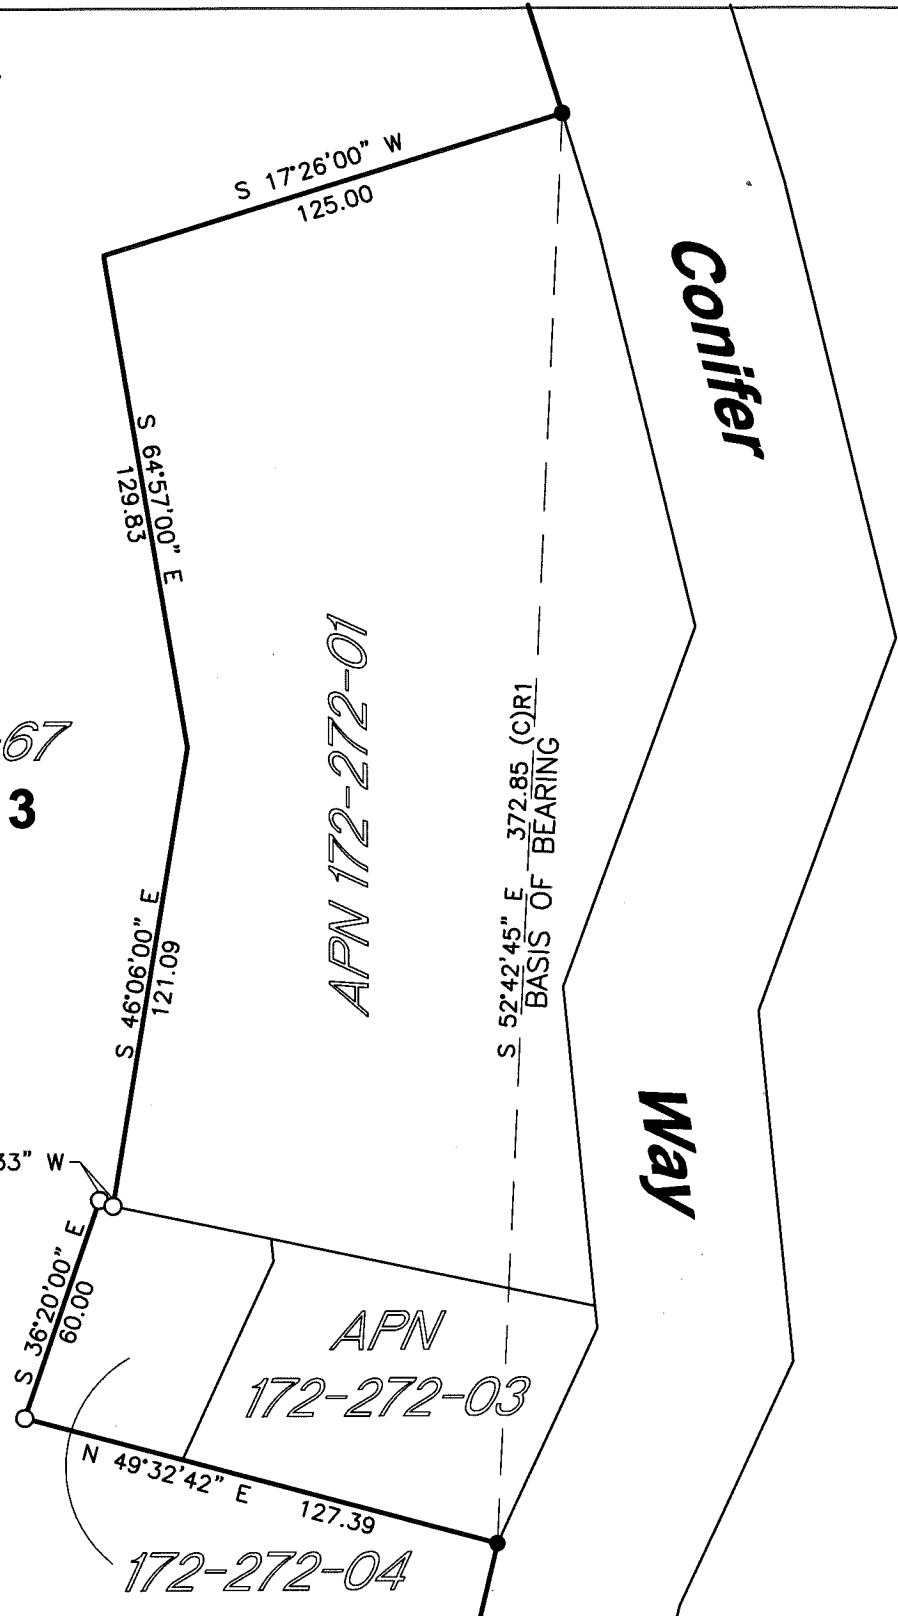 S 17°26'00" W
125.00
Conifer
S 64°57'00" E
129.83
APN 172-272-01
-67
3
S 52°42'45" E 372.85 (C)R1
BASIS OF BEARING
S 46°06'00" E
121.09
Way
33" W
S 36°20'00" E
60.00
APN
172-272-03
N 49°32'42" E 127.39
172-272-04